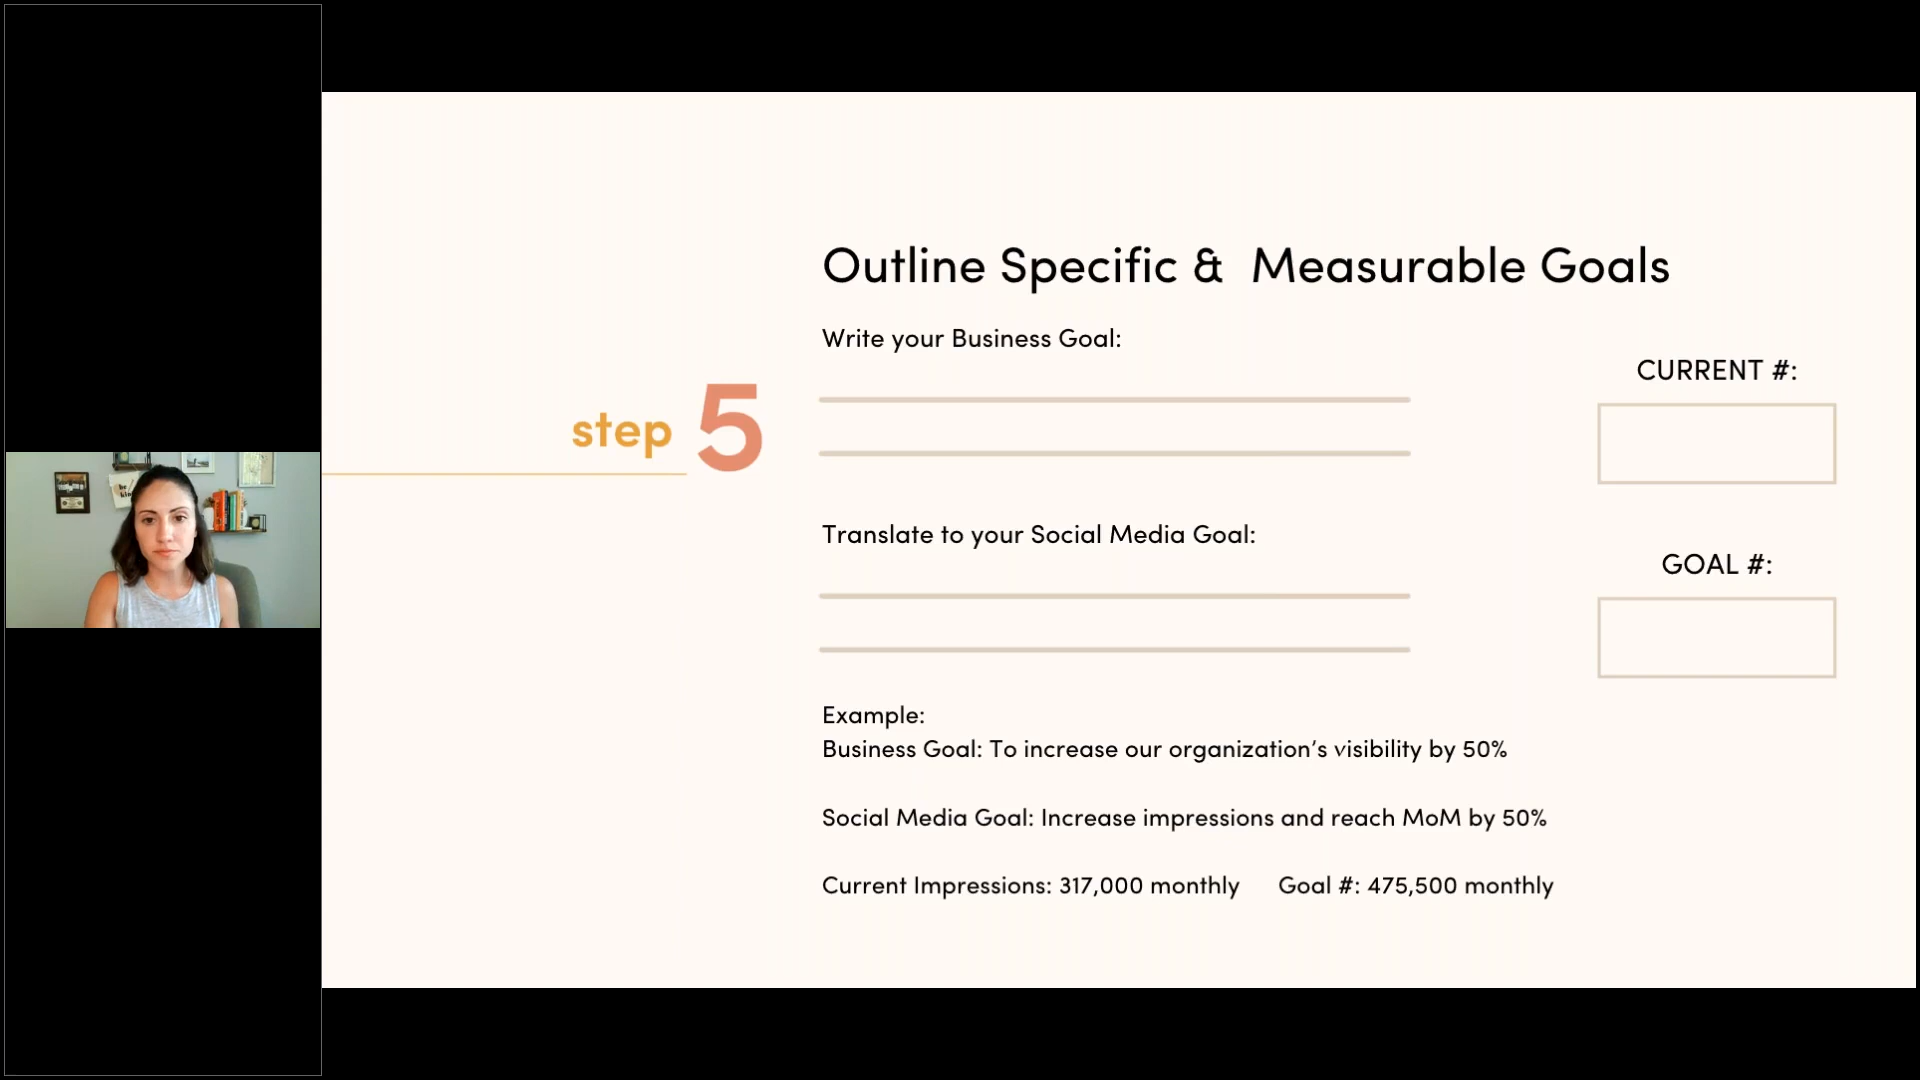 Outline Specific & Measurable Goals
Write your Business Goal:
CURRENT #:
step 5
Translate to your Social Media Goal:
GOAL #:
Example:
Business Goal: To increase our organization’s visibility by 50%
Social Media Goal: Increase impressions and reach MoM by 50%
Current Impressions: 317,000 monthly Goal #: 475,500 monthly